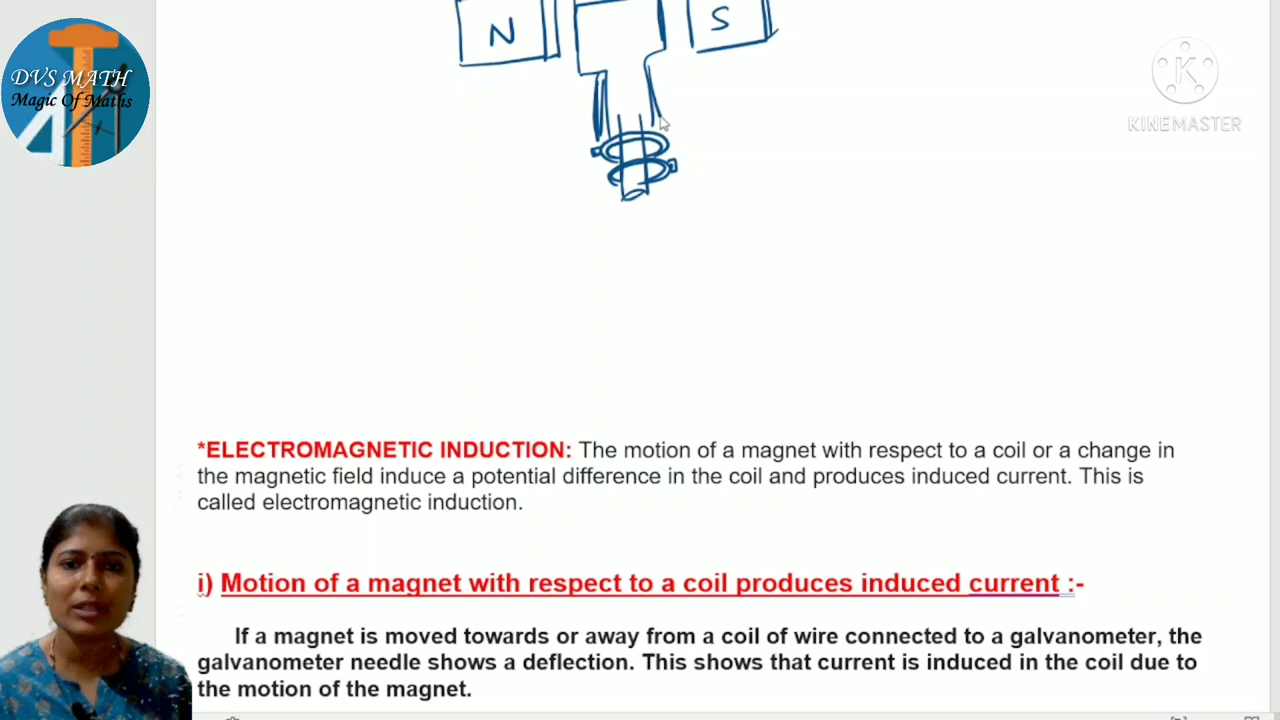 N
S
DVS MATH
Magic Of Maths
K
KINEMASTER
*ELECTROMAGNETIC INDUCTION: The motion of a magnet with respect to a coil or a change in
the magnetic field induce a potential difference in the coil and produces induced current. This is
called electromagnetic induction.
i) Motion of a magnet with respect to a coil produces induced current :-
If a magnet is moved towards or away from a coil of wire connected to a galvanometer, the
galvanometer needle shows a deflection. This shows that current is induced in the coil due to
the motion of the magnet.